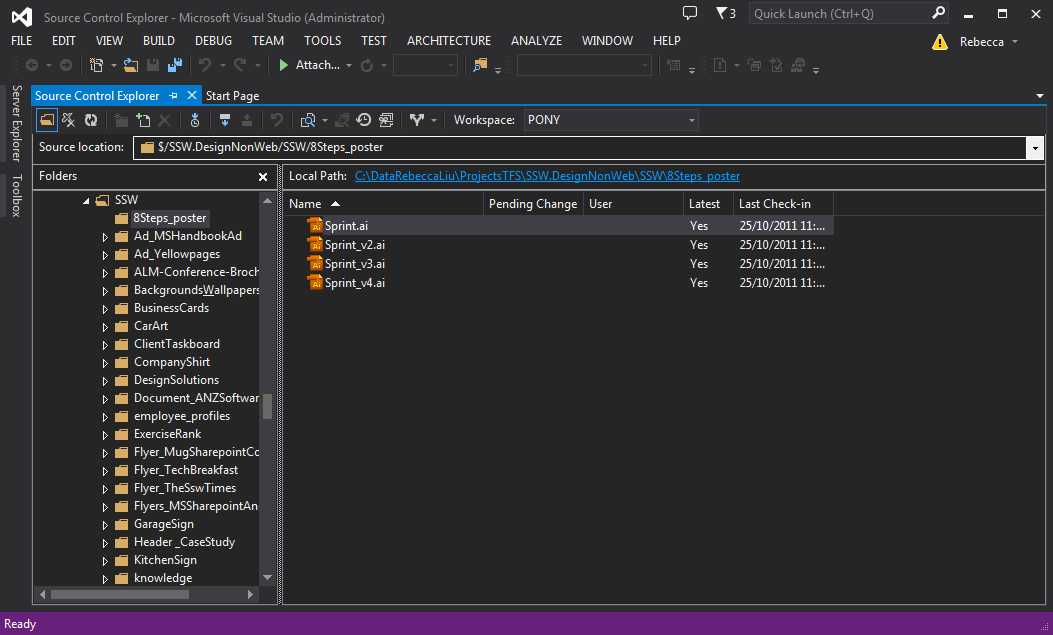 Source Control Explorer - Microsoft Visual Studio (Administrator)
3
Quick Launch (Ctrl+Q)
FILE EDIT VIEW BUILD DEBUG TEAM TOOLS TEST ARCHITECTURE ANALYZE WINDOW HELP
Rebecca
Attach...
Server Explorer
Toolbox
Source Control Explorer
Start Page
Workspace: PONY
Source location: $/SSW.DesignNonWeb/SSW/8Steps_poster
Folders
SSW
8Steps_poster
Ad_MSHandbookAd
Ad_Yellowpages
ALM-Conference-Broch
BackgroundsWallpapers
BusinessCards
CarArt
ClientTaskboard
CompanyShirt
DesignSolutions
Document_ANZSoftwar
employee_profiles
ExerciseRank
Flyer_MugSharepointCo
Flyer_TechBreakfast
Flyer_TheSswTimes
Flyers_MSSharepointAn
GarageSign
Header _CaseStudy
KitchenSign
knowledge
Local Path: C:\DataRebeccaLiu\ProjectsTFS\SSW.DesignNonWeb\SSW\8Steps_poster
Name Pending Change User Latest Last Check-in
Ai Sprint.ai Yes 25/10/2011 11:...
Ai Sprint_v2.ai Yes 25/10/2011 11:...
Ai Sprint_v3.ai Yes 25/10/2011 11:...
Ai Sprint_v4.ai Yes 25/10/2011 11:...
Ready